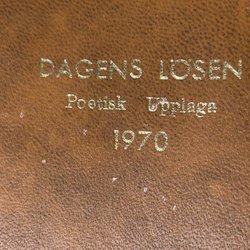 DAGENS LÖSEN
Poetisk Upplaga
1970